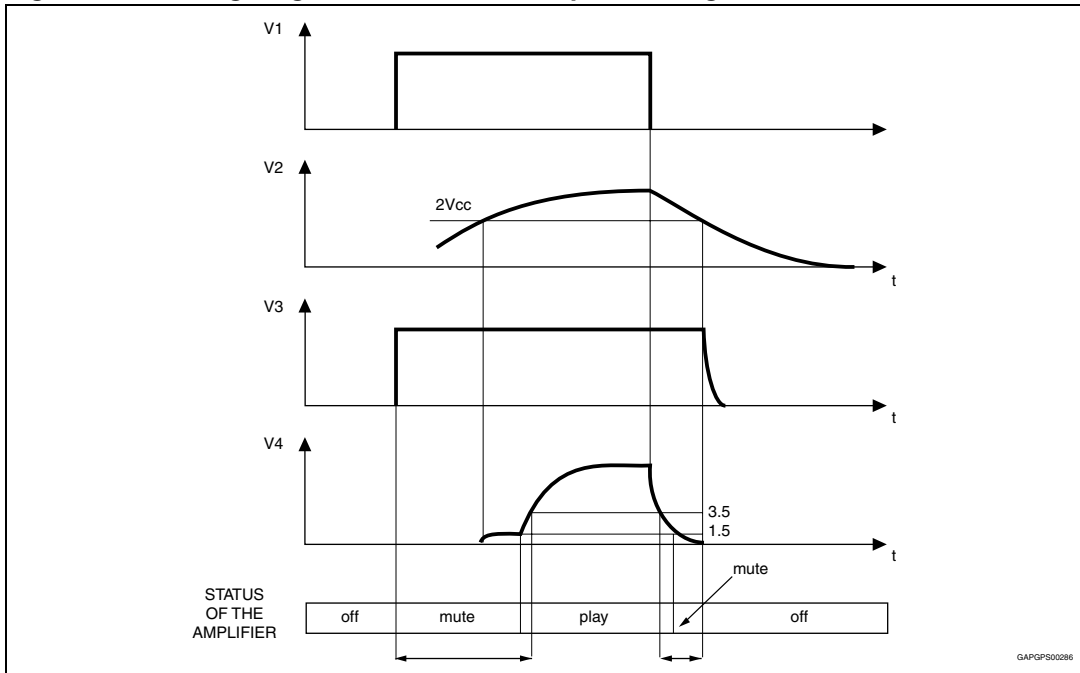 V1
V2
2Vcc
t
V3
t
V4
3.5
1.5
t
mute
STATUS
OF THE
AMPLIFIER
off
mute
play
off
GAPGPS00286